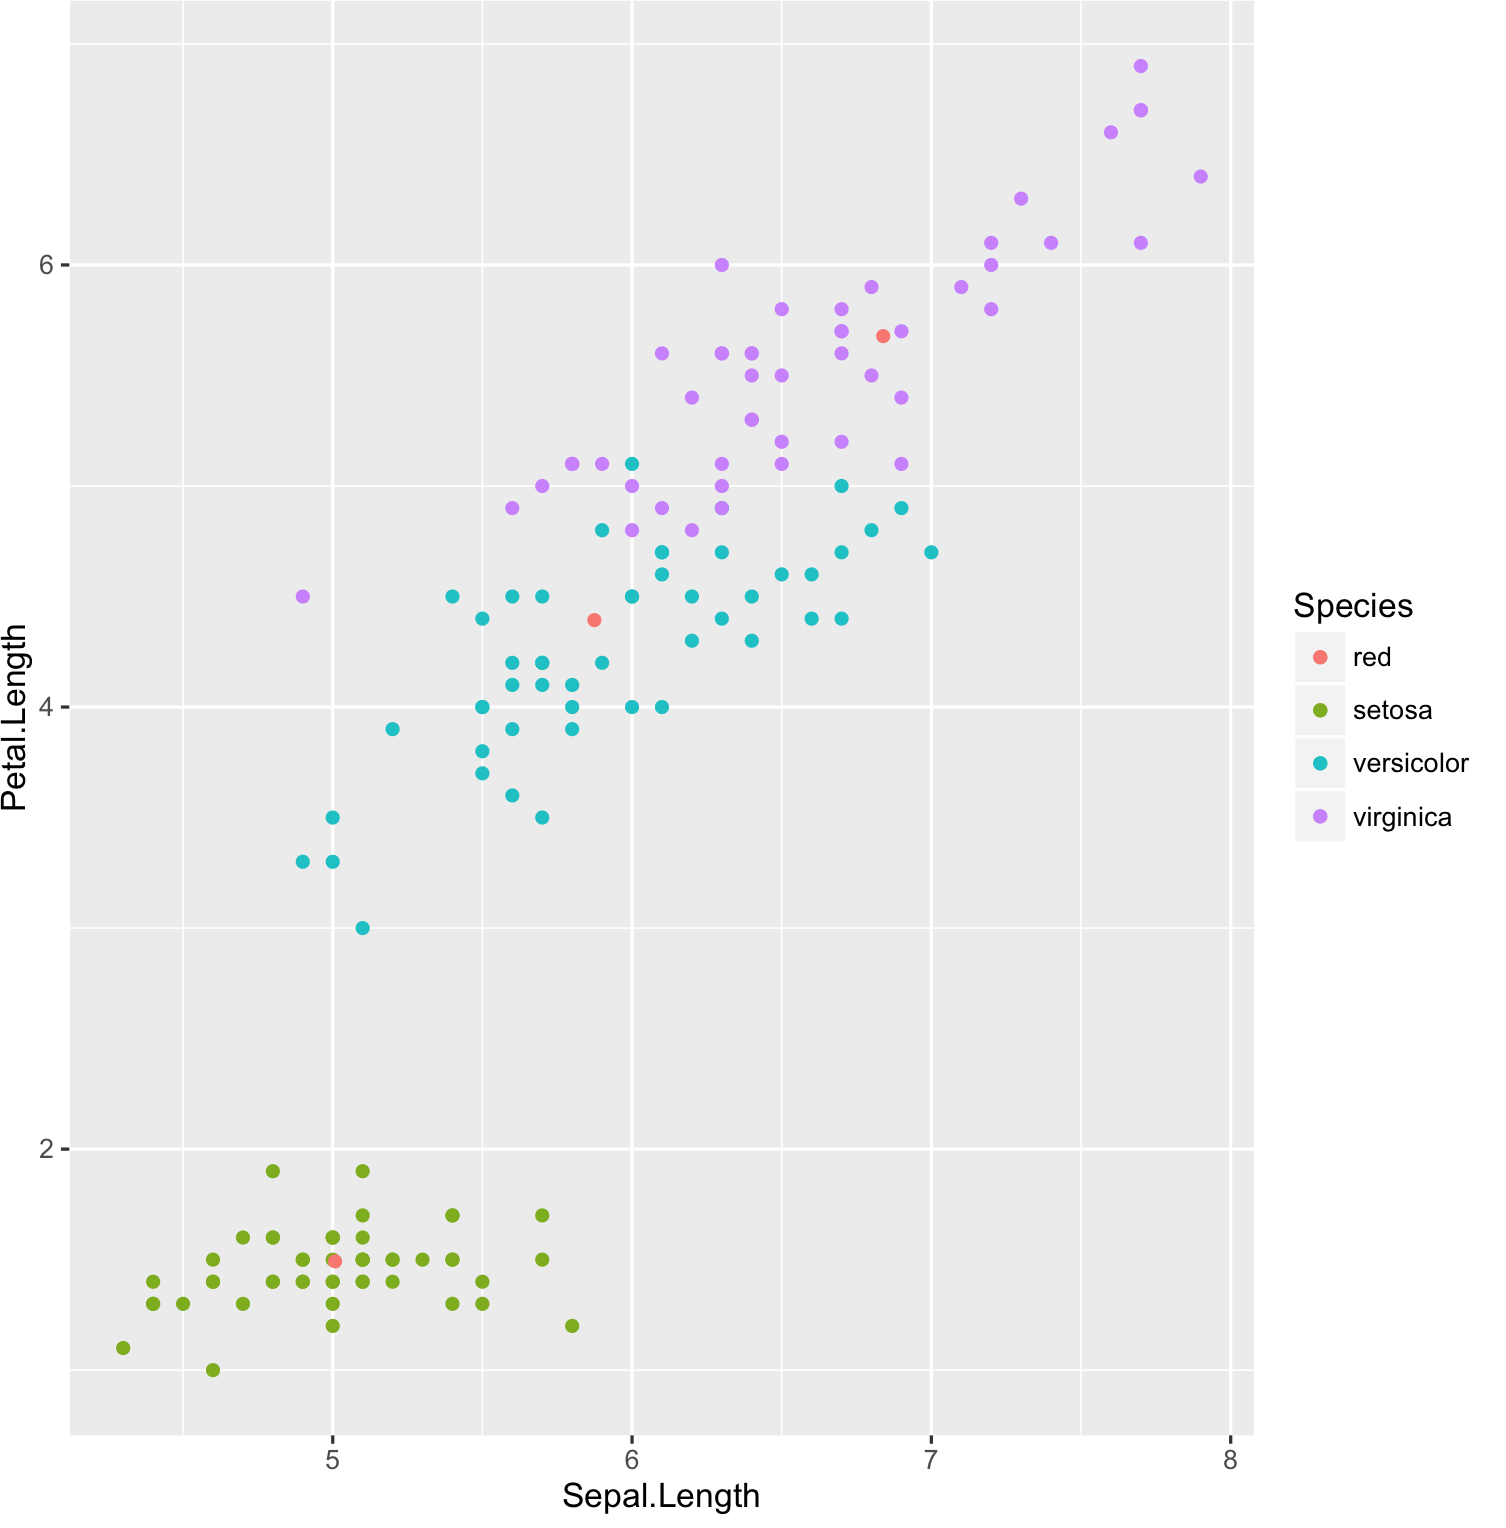 6
4
2
Petal.Length
5 6 7 8
Sepal.Length
Species
red
setosa
versicolor
virginica